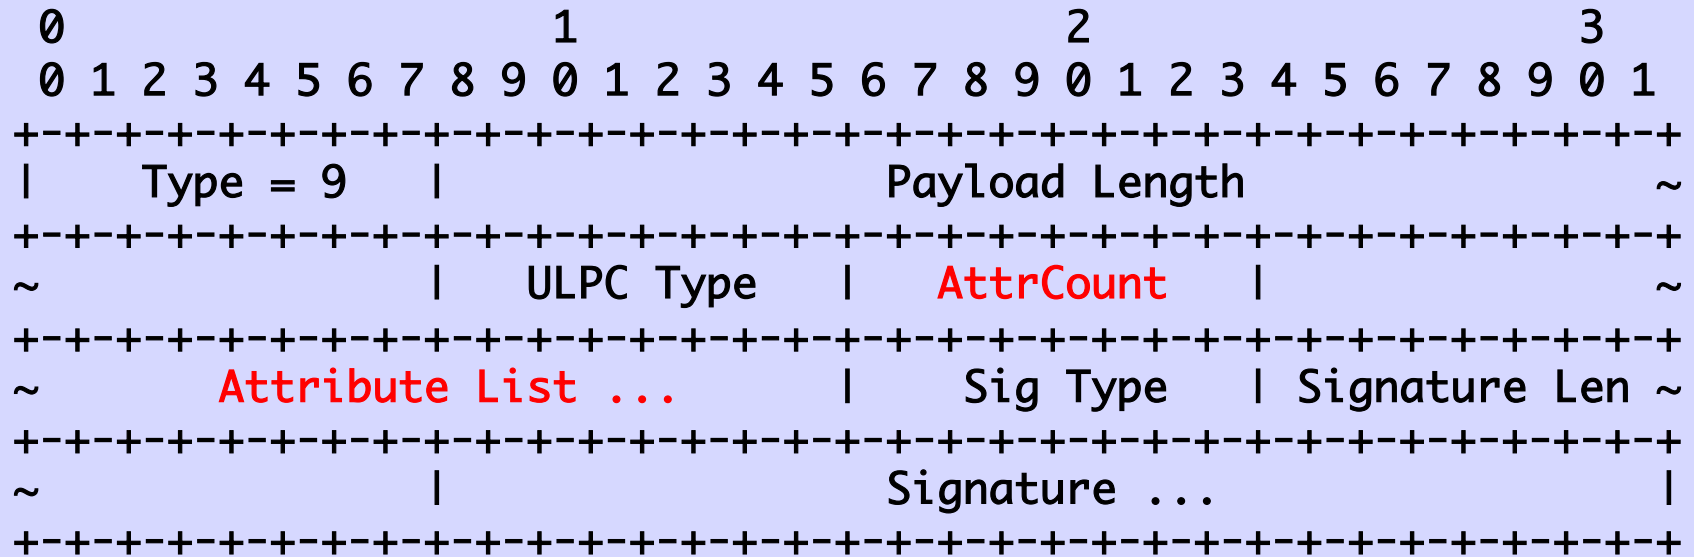 0                   1                   2                   3
 0 1 2 3 4 5 6 7 8 9 0 1 2 3 4 5 6 7 8 9 0 1 2 3 4 5 6 7 8 9 0 1
+-+-+-+-+-+-+-+-+-+-+-+-+-+-+-+-+-+-+-+-+-+-+-+-+-+-+-+-+-+-+-+-+
|    Type = 9   |                 Payload Length                ~
+-+-+-+-+-+-+-+-+-+-+-+-+-+-+-+-+-+-+-+-+-+-+-+-+-+-+-+-+-+-+-+-+
~               |   ULPC Type   |   AttrCount   |               ~
+-+-+-+-+-+-+-+-+-+-+-+-+-+-+-+-+-+-+-+-+-+-+-+-+-+-+-+-+-+-+-+-+
~       Attribute List ...      |    Sig Type   | Signature Len ~
+-+-+-+-+-+-+-+-+-+-+-+-+-+-+-+-+-+-+-+-+-+-+-+-+-+-+-+-+-+-+-+-+
~               |                 Signature ...                 |
+-+-+-+-+-+-+-+-+-+-+-+-+-+-+-+-+-+-+-+-+-+-+-+-+-+-+-+-+-+-+-+-+